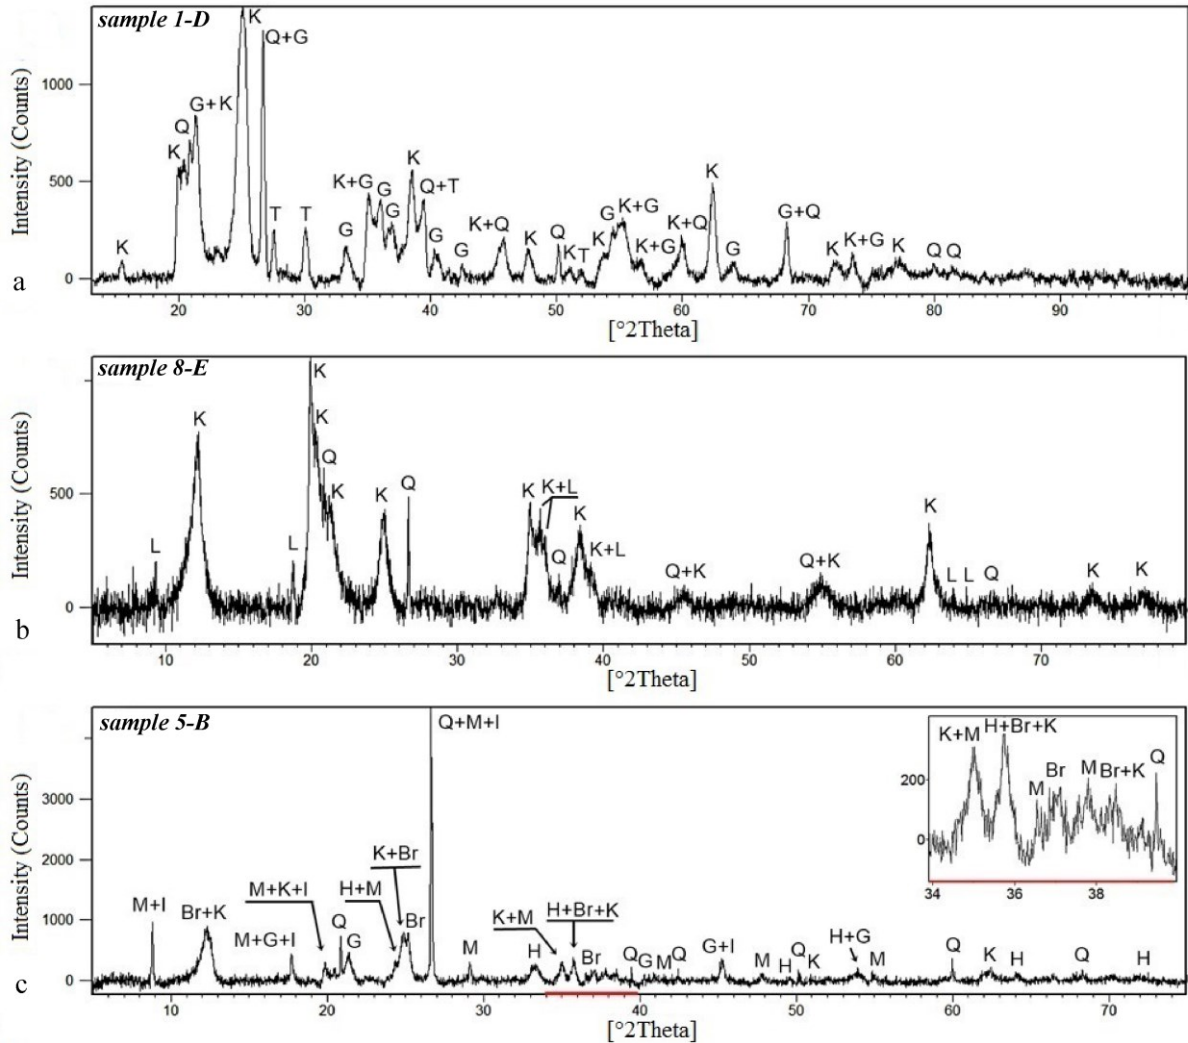 sample 1-D
K
Q+G
G+K
Q
K
K
T
T
G
K+G
G
G
K
Q+T
G
G
K+Q
K
Q
K
T
K
G
K+G
K+G
K+Q
K
G
G+Q
K
K+G
K
Q
Q
1000
500
0
Intensity (Counts)
a
20 30 40 50 60 70 80 90
[°2Theta]
sample 8-E
L
K
L
K
K
Q
K
K
Q
K
K+L
Q
K
K+L
Q+K
Q+K
K
L
L
Q
K
K
500
0
Intensity (Counts)
b
10 20 30 40 50 60 70
[°2Theta]
sample 5-B
M+I
Br+K
M+G+I
M+K+I
Q
G
H+M
K+Br
Br
Q+M+I
M
H
K+M
H+Br+K
Br
Q
G
M
Q
G+I
M
H
Q
K
H+G
M
Q
K
H
Q
H
K+M
H+Br+K
M
Br
M
Br+K
Q
200
0
34 36 38
3000
2000
1000
0
Intensity (Counts)
c
10 20 30 40 50 60 70
[°2Theta]